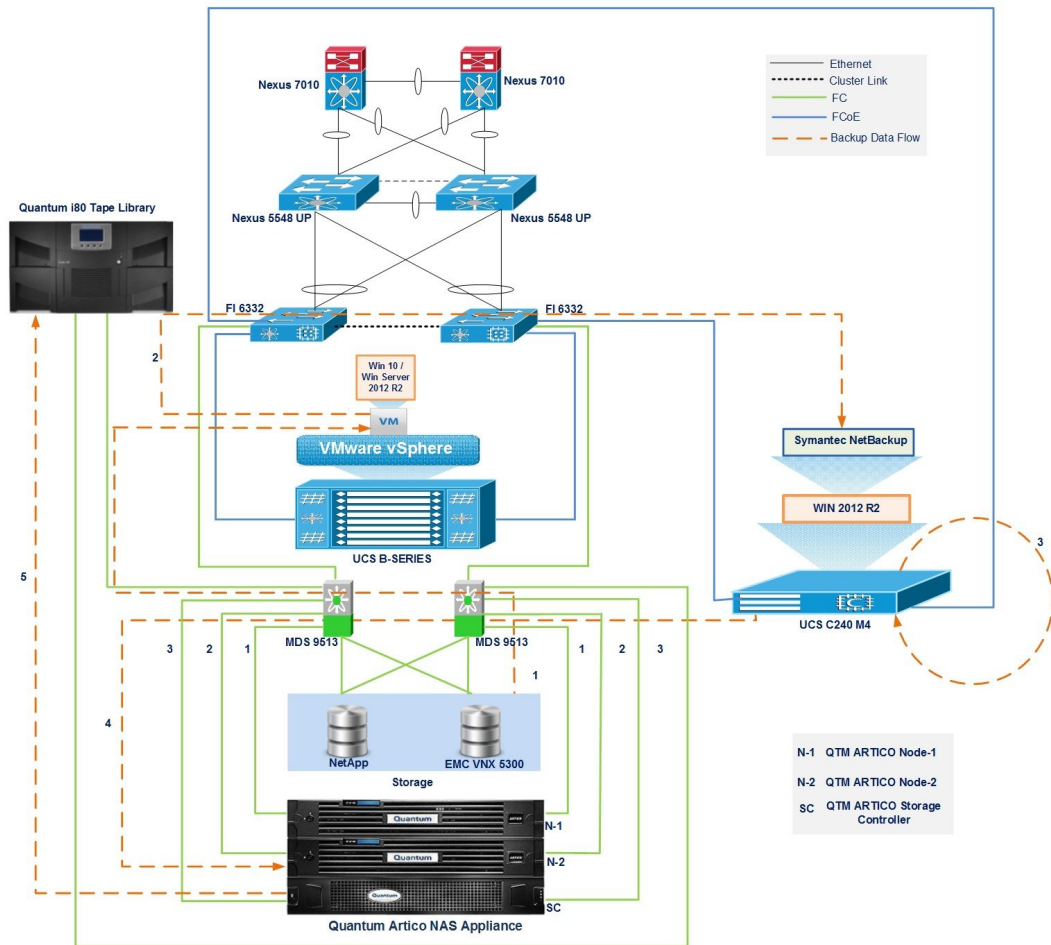 Ethernet
Cluster Link
FC
FCoE
Backup Data Flow
Nexus 7010
Nexus 7010
Nexus 5548 UP
Nexus 5548 UP
Quantum i80 Tape Library
FI 6332
FI 6332
2
Win 10 /
Win Server
2012 R2
VM
VMware vSphere
UCS B-SERIES
Symantec NetBackup
WIN 2012 R2
3
UCS C240 M4
5
MDS 9513
MDS 9513
3
2
1
1
1
2
3
4
NetApp
EMC VNX 5300
Storage
N-1 QTM ARTICO Node-1
N-2 QTM ARTICO Node-2
SC QTM ARTICO Storage
Controller
Quantum
N-1
Quantum
N-2
Quantum
SC
Quantum Artico NAS Appliance